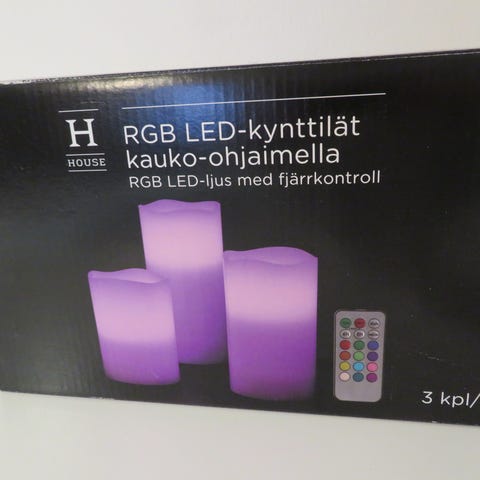 H
HOUSE
RGB LED-kynttilät
kauko-ohjaimella
RGB LED-ljus med fjärrkontroll
3 kpl/